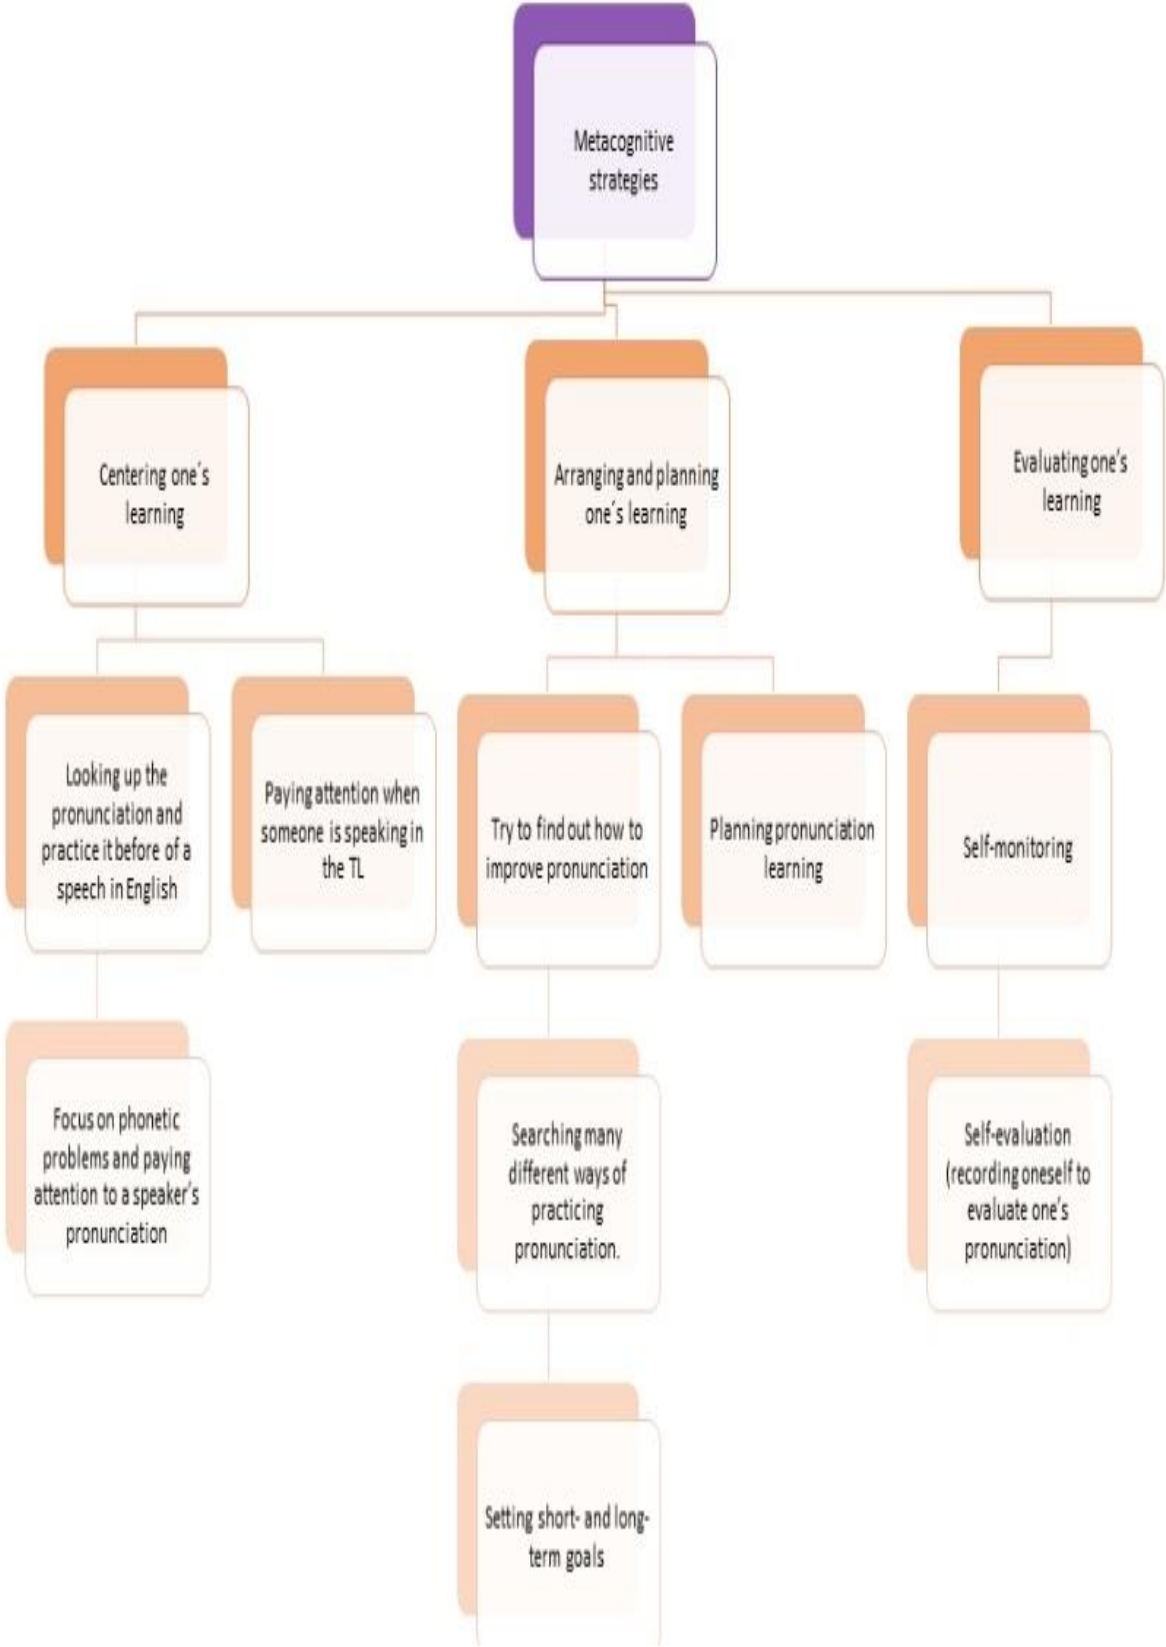 Metacognitive
strategies
Centering one´s
learning
Arranging and planning
one´s learning
Evaluating one’s
learning
Looking up the
pronunciation and
practice it before of a
speech in English
Paying attention when
someone is speaking in
the TL
Try to find out how to
improve pronunciation
Planning pronunciation
learning
Self-monitoring
Focus on phonetic
problems and paying
attention to a speaker’s
pronunciation
Searching many
different ways of
practicing
pronunciation.
Self-evaluation
(recording oneself to
evaluate one’s
pronunciation)
Setting short- and long-
term goals